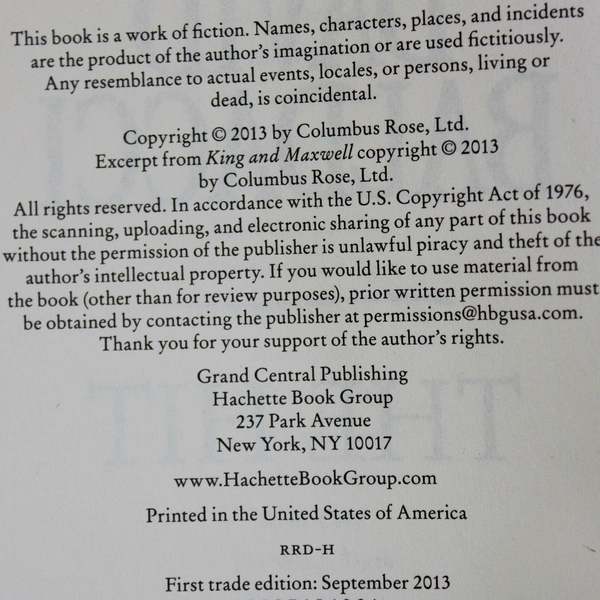 This book is a work of fiction. Names, characters, places, and incidents
are the product of the author's imagination or are used fictitiously.
Any resemblance to actual events, locales, or persons, living or
dead, is coincidental.
Copyright © 2013 by Columbus Rose, Ltd.
Excerpt from King and Maxwell copyright © 2013
by Columbus Rose, Ltd.
All rights reserved. In accordance with the U.S. Copyright Act of 1976,
the scanning, uploading, and electronic sharing of any part of this book
without the permission of the publisher is unlawful piracy and theft of the
author's intellectual property. If you would like to use material from
the book (other than for review purposes), prior written permission must
be obtained by contacting the publisher at permissions@hbgusa.com.
Thank you for your support of the author's rights.
Grand Central Publishing
Hachette Book Group
237 Park Avenue
New York, NY 10017
www.HachetteBookGroup.com
Printed in the United States of America
RRD-H
First trade edition: September 2013